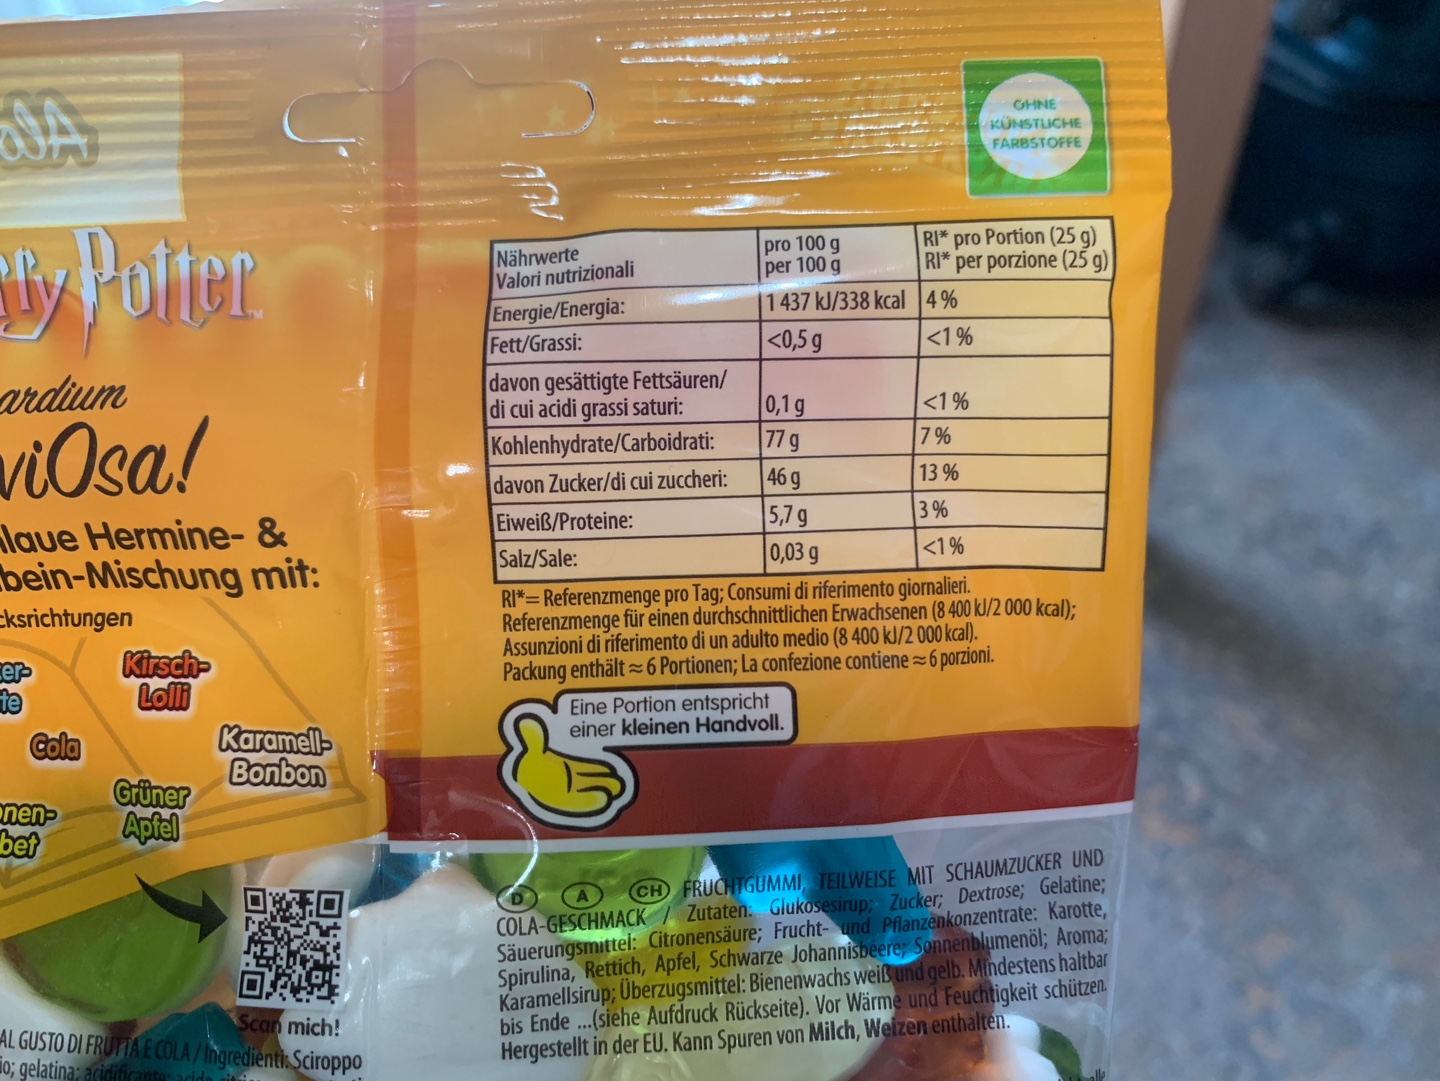 OHNE
KÜNSTLICHE
FARBSTOFFE
Potter™
viOsa!
Hermine- &
Mischung mit:
Kirsch-
Lolli
Cola
Karamell-
Bonbon
Grüner
Apfel
Scan mich!
AL GUSTO DI FRUTTA E COLA / Ingredienti: Sciroppo
gelatina; acidificante:
Nährwerte pro 100 g RI* pro Portion (25 g)
Valori nutrizionali per 100 g RI* per porzione (25 g)
Energie/Energia: 1 437 kJ/338 kcal 4 %
Fett/Grassi: <0,5 g <1 %
davon gesättigte Fettsäuren/
di cui acidi grassi saturi: 0,1 g <1 %
Kohlenhydrate/Carboidrati: 77 g 7 %
davon Zucker/di cui zuccheri: 46 g 13 %
Eiweiß/Proteine: 5,7 g 3 %
Salz/Sale: 0,03 g <1 %
RI*= Referenzmenge pro Tag; Consumi di riferimento giornalieri.
Referenzmenge für einen durchschnittlichen Erwachsenen (8 400 kJ/2 000 kcal);
Assunzioni di riferimento di un adulto medio (8 400 kJ/2 000 kcal).
Packung enthält ≈ 6 Portionen; La confezione contiene ≈ 6 porzioni.
Eine Portion entspricht
einer kleinen Handvoll.
D A CH FRUCHTGUMMI, TEILWEISE MIT SCHAUMZUCKER UND
COLA-GESCHMACK / Zutaten: Glukosesirup; Zucker; Dextrose; Gelatine;
Säuerungsmittel: Citronensäure; Frucht- und Pflanzenkonzentrate: Karotte,
Spirulina, Rettich, Apfel, Schwarze Johannisbeere; Sonnenblumenöl; Aroma;
Karamellsirup; Überzugsmittel: Bienenwachs weiß und gelb. Mindestens haltbar
bis Ende ...(siehe Aufdruck Rückseite). Vor Wärme und Feuchtigkeit schützen.
Hergestellt in der EU. Kann Spuren von Milch, Weizen enthalten.